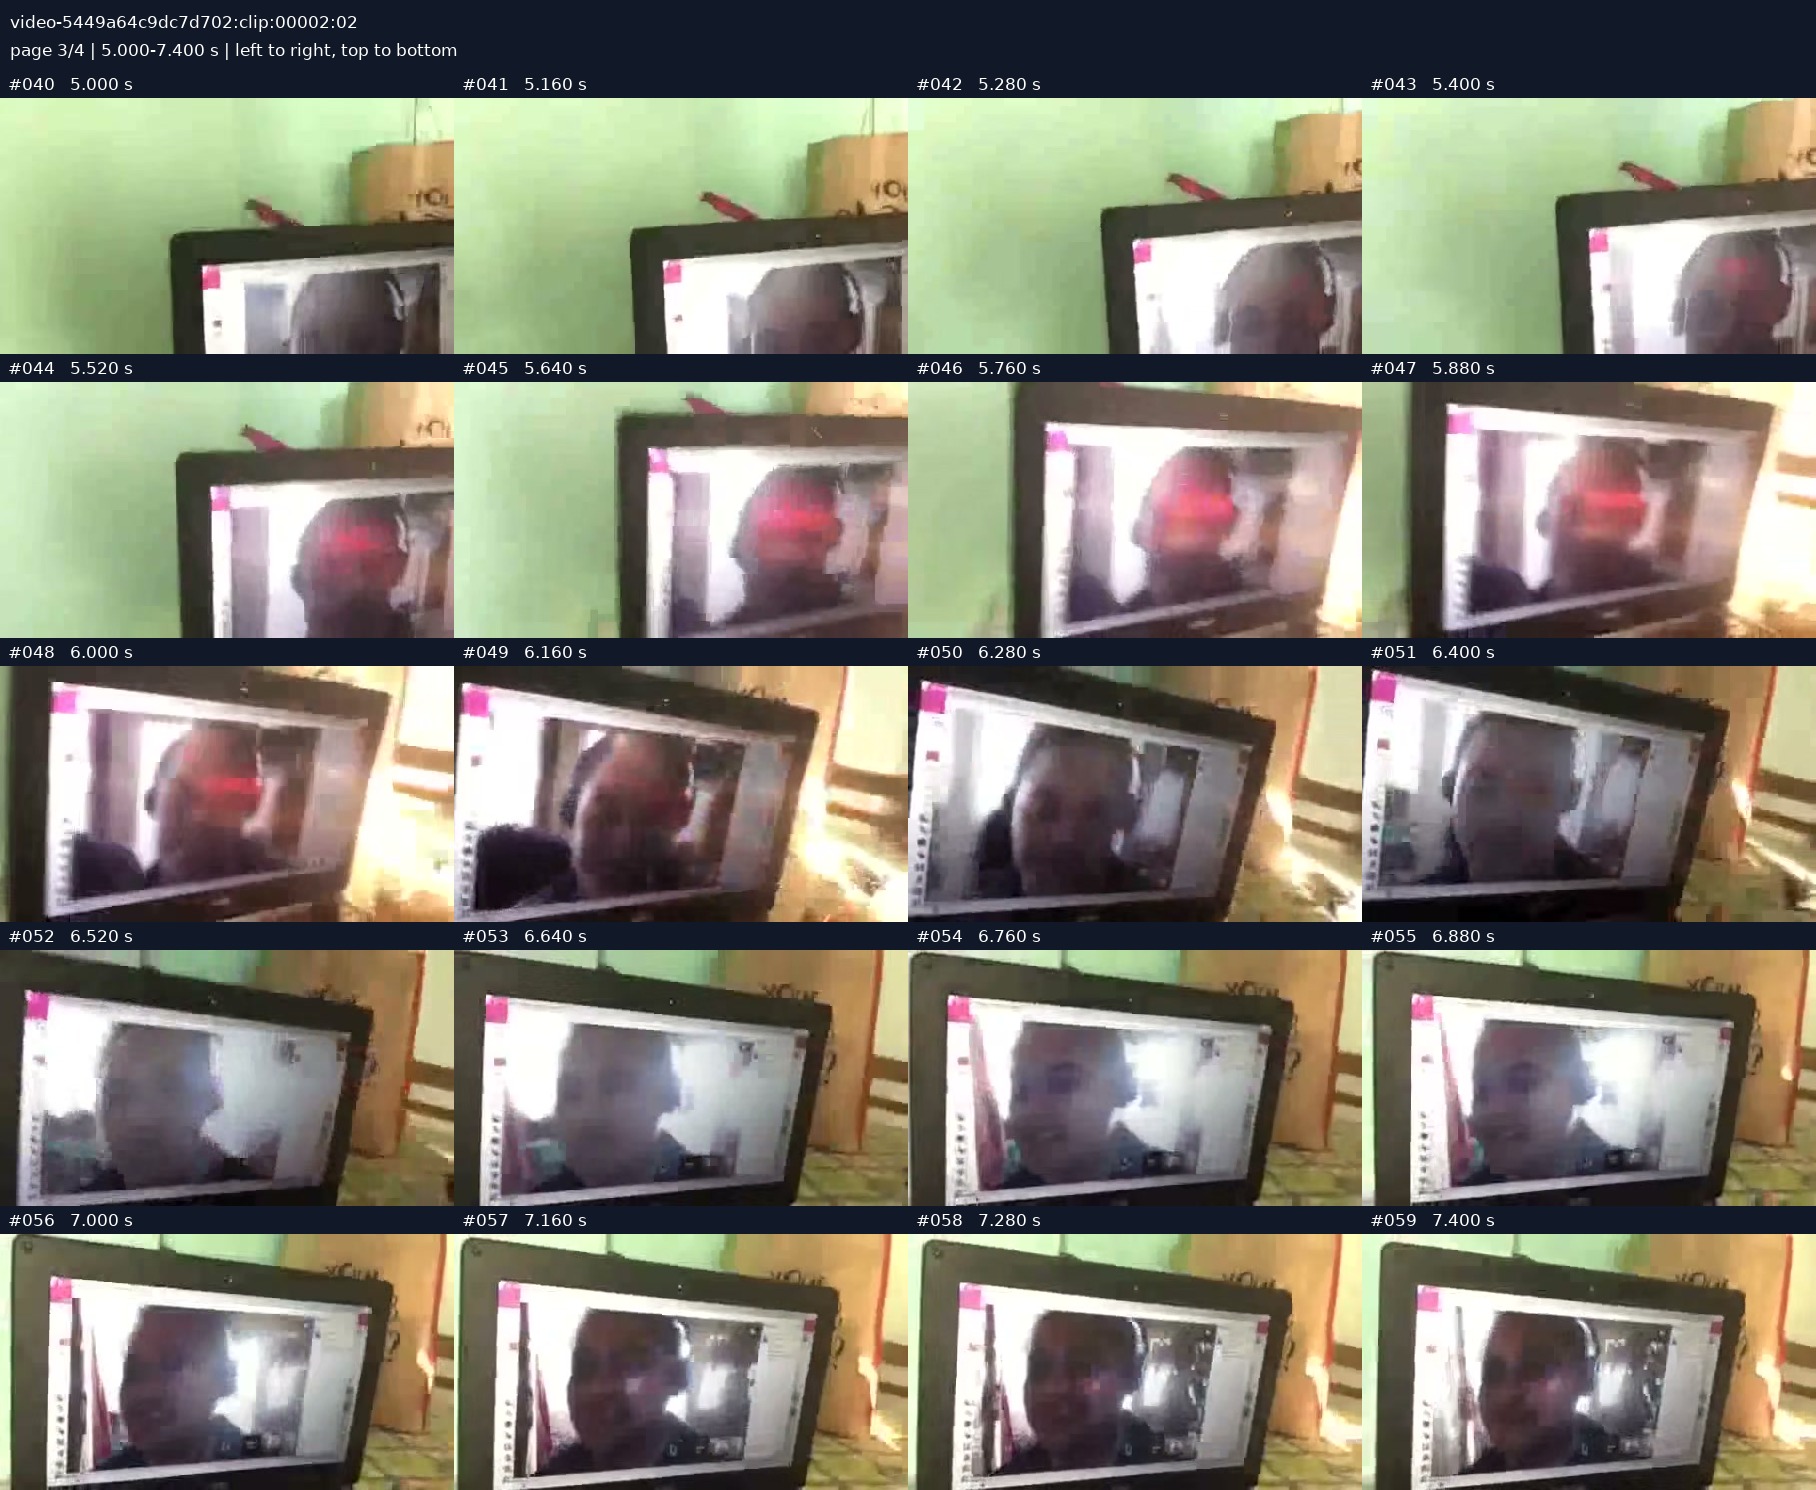 video-5449a64c9dc7d702:clip:00002:02
page 3/4 | 5.000-7.400 s | left to right, top to bottom
#040 5.000 s
#041 5.160 s
#042 5.280 s
#043 5.400 s
#044 5.520 s
#045 5.640 s
#046 5.760 s
#047 5.880 s
#048 6.000 s
#049 6.160 s
#050 6.280 s
#051 6.400 s
#052 6.520 s
#053 6.640 s
#054 6.760 s
#055 6.880 s
#056 7.000 s
#057 7.160 s
#058 7.280 s
#059 7.400 s